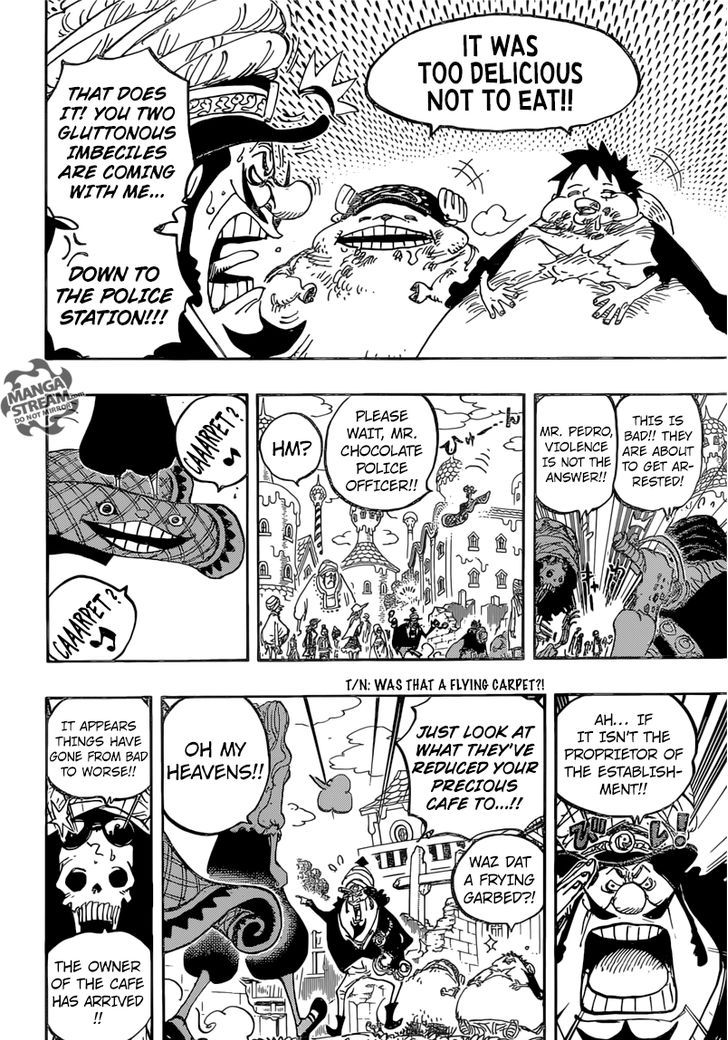 IT WAS
TOO DELICIOUS
NOT TO EAT!!
THAT DOES
IT! YOU TWO
GLUTTONOUS
IMBECILES
ARE COMING
WITH ME...
DOWN TO
THE POLICE
STATION!!!
MANGA
STREAM.com
DO NOT MIRROR
THIS IS
BAD!! THEY
ARE ABOUT
TO GET AR-
RESTED!
MR. PEDRO,
VIOLENCE
IS NOT THE
ANSWER!!
PLEASE
WAIT, MR.
CHOCOLATE
POLICE
OFFICER!!
HM?
CAAARPET?♪
CAAARPET?♪
T/N: WAS THAT A FLYING CARPET?!
AH... IF
IT ISN'T THE
PROPRIETOR OF
THE ESTABLISH-
MENT!!
びしっ!
JUST LOOK AT
WHAT THEY'VE
REDUCED YOUR
PRECIOUS
CAFE TO...!!
WAZ DAT
A FRYING
GARBED?!
OH MY
HEAVENS!!
IT APPEARS
THINGS HAVE
GONE FROM BAD
TO WORSE!!
THE OWNER
OF THE CAFE
HAS ARRIVED
!!